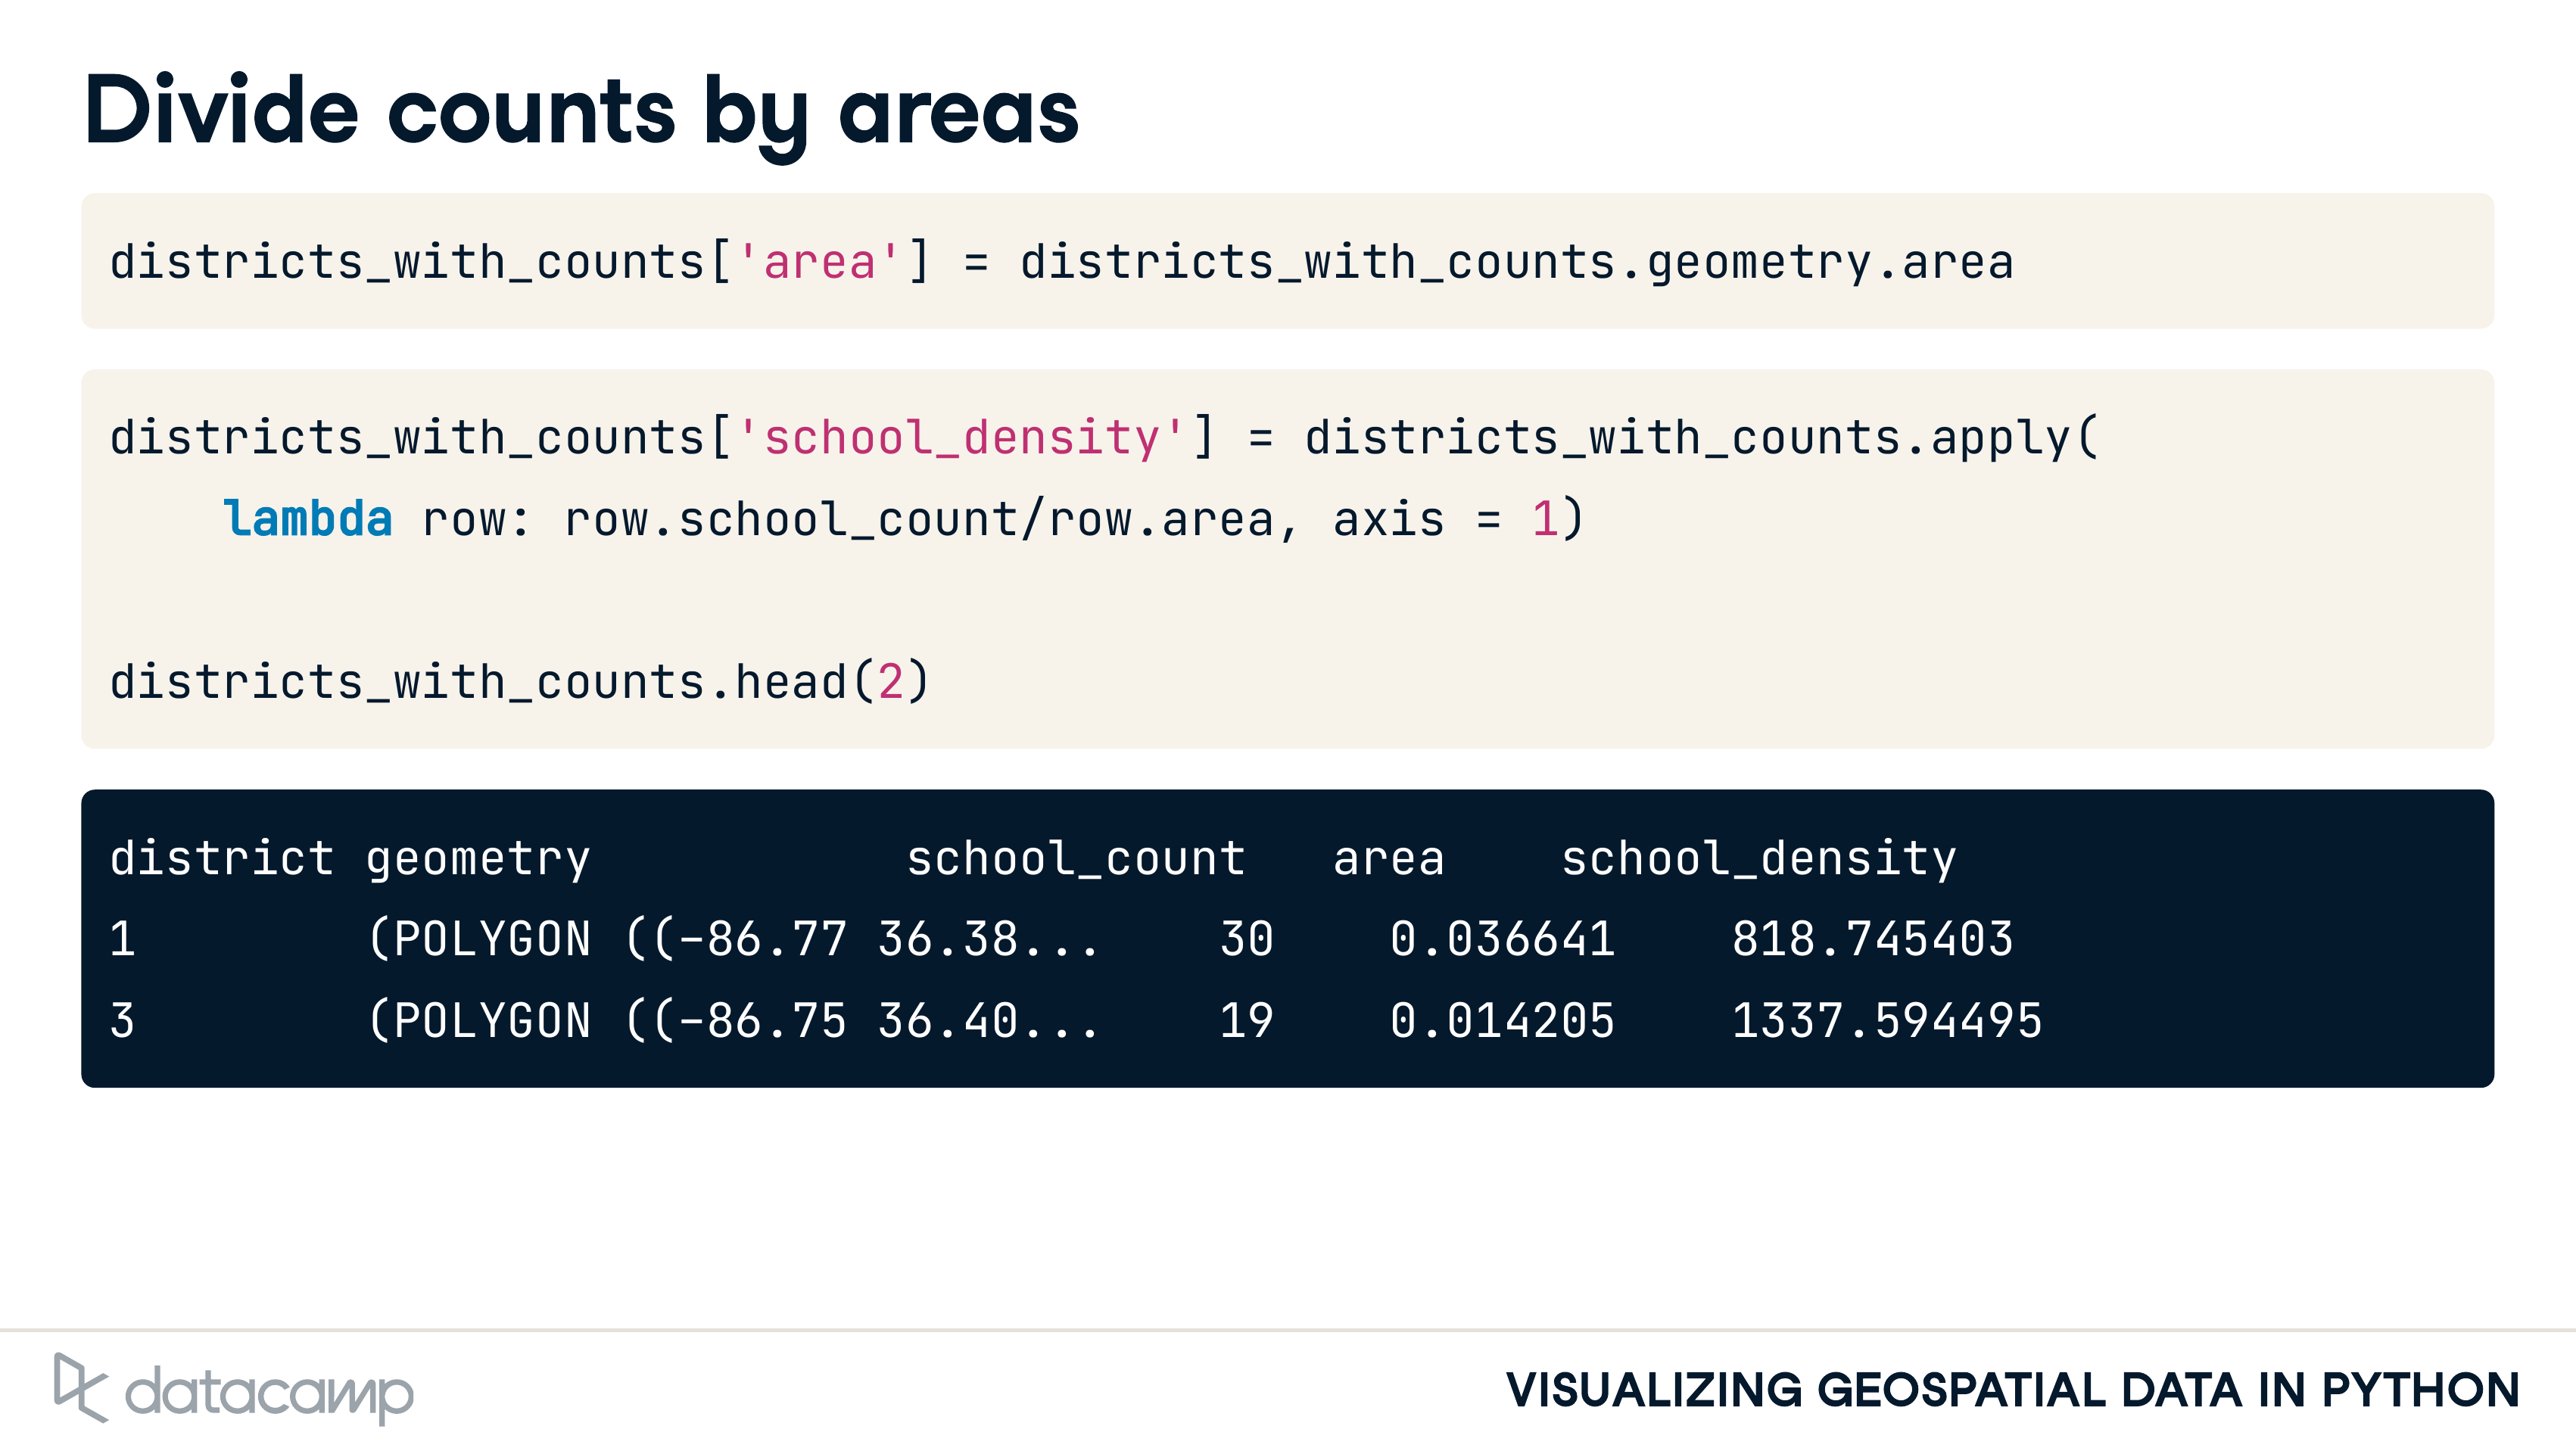 Divide counts by areas
districts_with_counts['area'] = districts_with_counts.geometry.area
districts_with_counts['school_density'] = districts_with_counts.apply(
    lambda row: row.school_count/row.area, axis = 1)
districts_with_counts.head(2)
district geometry           school_count   area    school_density
1        (POLYGON ((-86.77 36.38...    30    0.036641    818.745403
3        (POLYGON ((-86.75 36.40...    19    0.014205    1337.594495
datacamp
VISUALIZING GEOSPATIAL DATA IN PYTHON